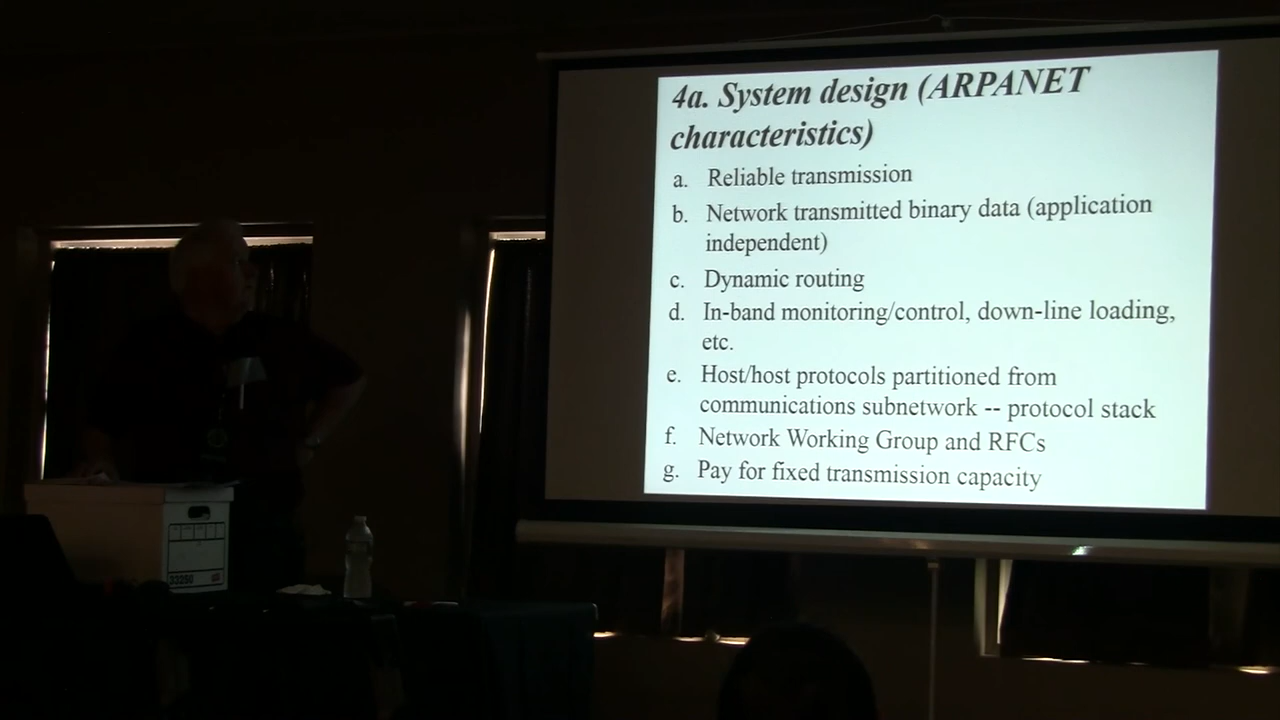 4a. System design (ARPANET
characteristics)
a. Reliable transmission
b. Network transmitted binary data (application
independent)
c. Dynamic routing
d. In-band monitoring/control, down-line loading,
etc.
e. Host/host protocols partitioned from
communications subnetwork -- protocol stack
f. Network Working Group and RFCs
g. Pay for fixed transmission capacity
33250